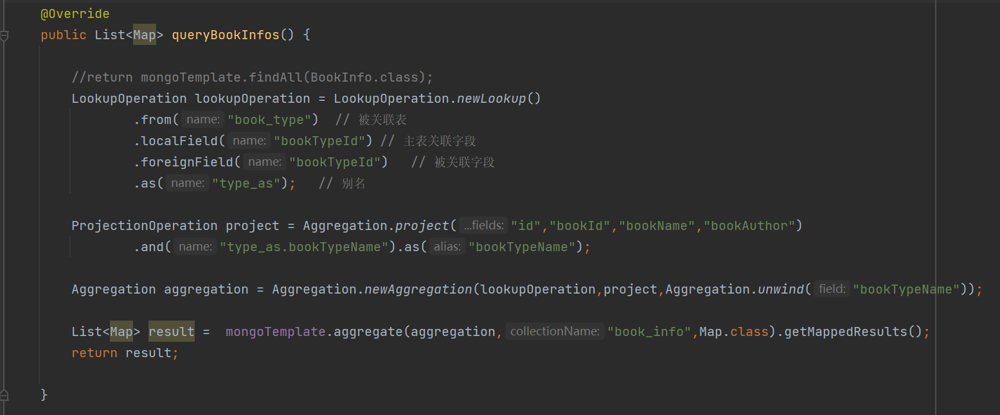 @Override
public List<Map> queryBookInfos() {
//return mongoTemplate.findAll(BookInfo.class);
LookupOperation lookupOperation = LookupOperation.newLookup()
.from( name: "book_type")  // 被关联表
.localField( name: "bookTypeId") // 主表关联字段
.foreignField( name: "bookTypeId")   // 被关联字段
.as( name: "type_as");   // 别名
ProjectionOperation project = Aggregation.project( ...fields: "id","bookId","bookName","bookAuthor")
.and( name: "type_as.bookTypeName").as( alias: "bookTypeName");
Aggregation aggregation = Aggregation.newAggregation(lookupOperation,project,Aggregation.unwind( field: "bookTypeName"));
List<Map> result =  mongoTemplate.aggregate(aggregation, collectionName: "book_info",Map.class).getMappedResults();
return result;
}